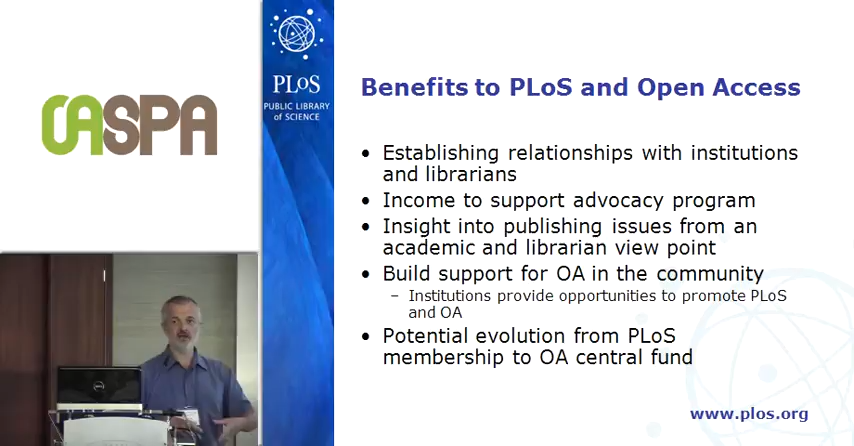 OASPA
PLoS
PUBLIC LIBRARY
of SCIENCE
Benefits to PLoS and Open Access
• Establishing relationships with institutions
and librarians
• Income to support advocacy program
• Insight into publishing issues from an
academic and librarian view point
• Build support for OA in the community
– Institutions provide opportunities to promote PLoS
and OA
• Potential evolution from PLoS
membership to OA central fund
www.plos.org